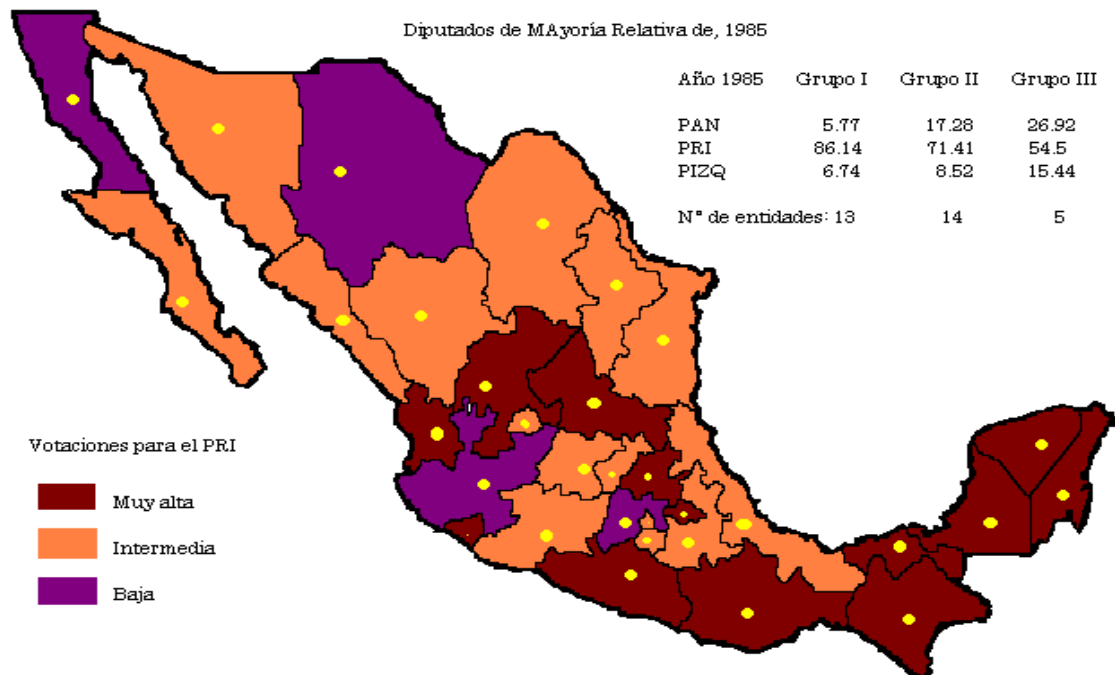 Diputados de MAyoría Relativa de, 1985
Año 1985 Grupo I Grupo II Grupo III
PAN 5.77 17.28 26.92
PRI 86.14 71.41 54.5
PIZQ 6.74 8.52 15.44
N° de entidades: 13 14 5
Votaciones para el PRI
Muy alta
Intermedia
Baja